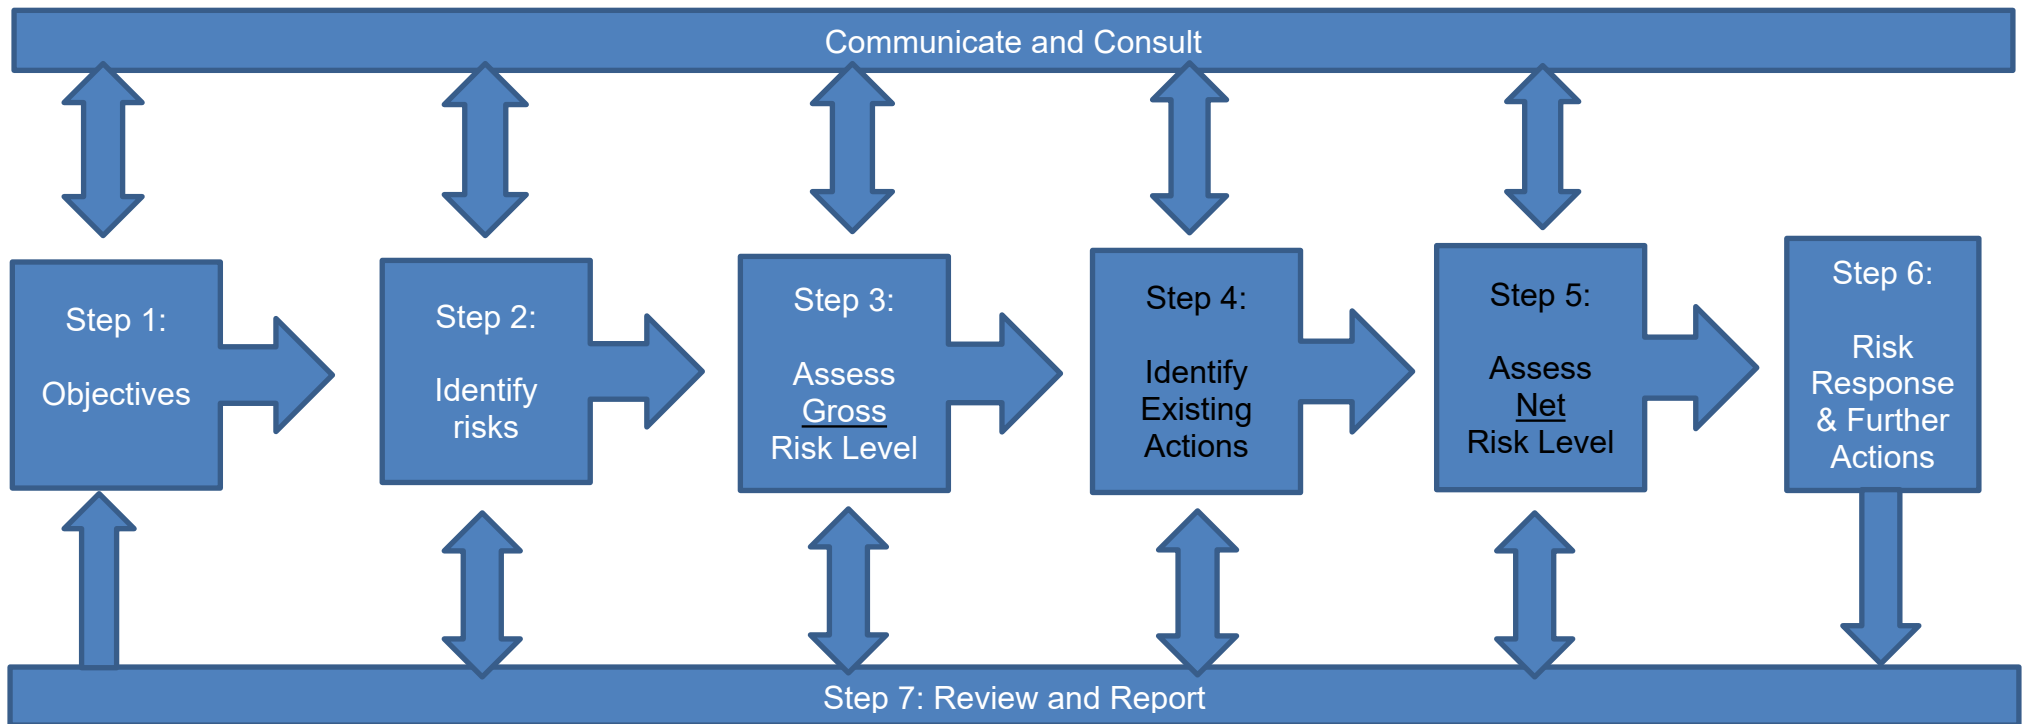 Communicate and Consult
Step 1:
Objectives
Step 2:
Identify
risks
Step 3:
Assess
Gross
Risk Level
Step 4:
Identify
Existing
Actions
Step 5:
Assess
Net
Risk Level
Step 6:
Risk
Response
& Further
Actions
Step 7: Review and Report